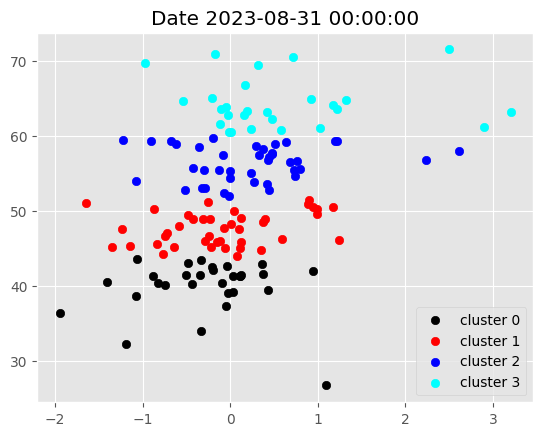 Date 2023-08-31 00:00:00
70
60
50
40
30
cluster 0
cluster 1
cluster 2
cluster 3
−2 −1 0 1 2 3